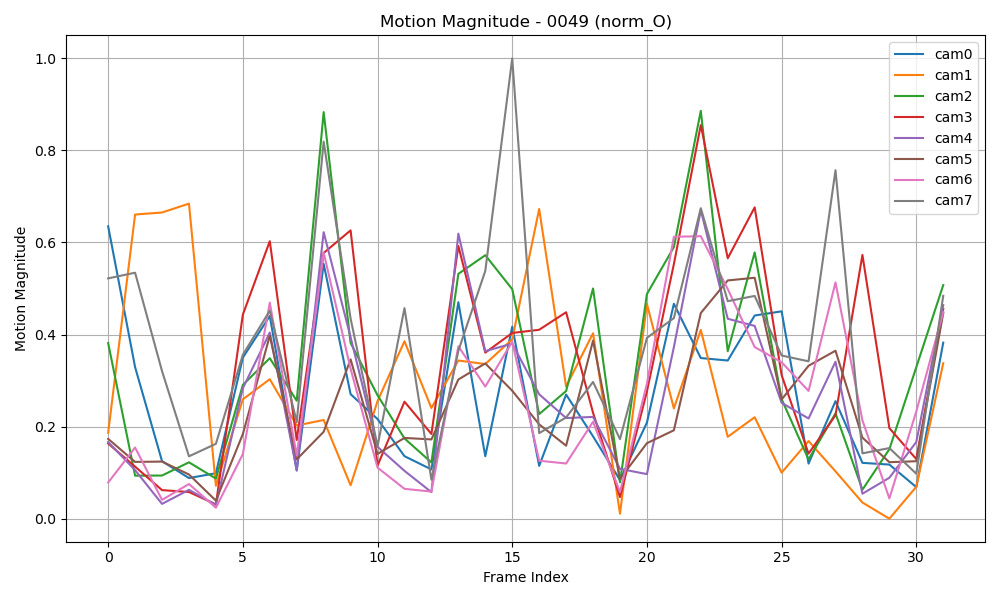 Motion Magnitude - 0049 (norm_O)
Motion Magnitude
1.0
0.8
0.6
0.4
0.2
0.0
0 5 10 15 20 25 30
Frame Index
cam0
cam1
cam2
cam3
cam4
cam5
cam6
cam7